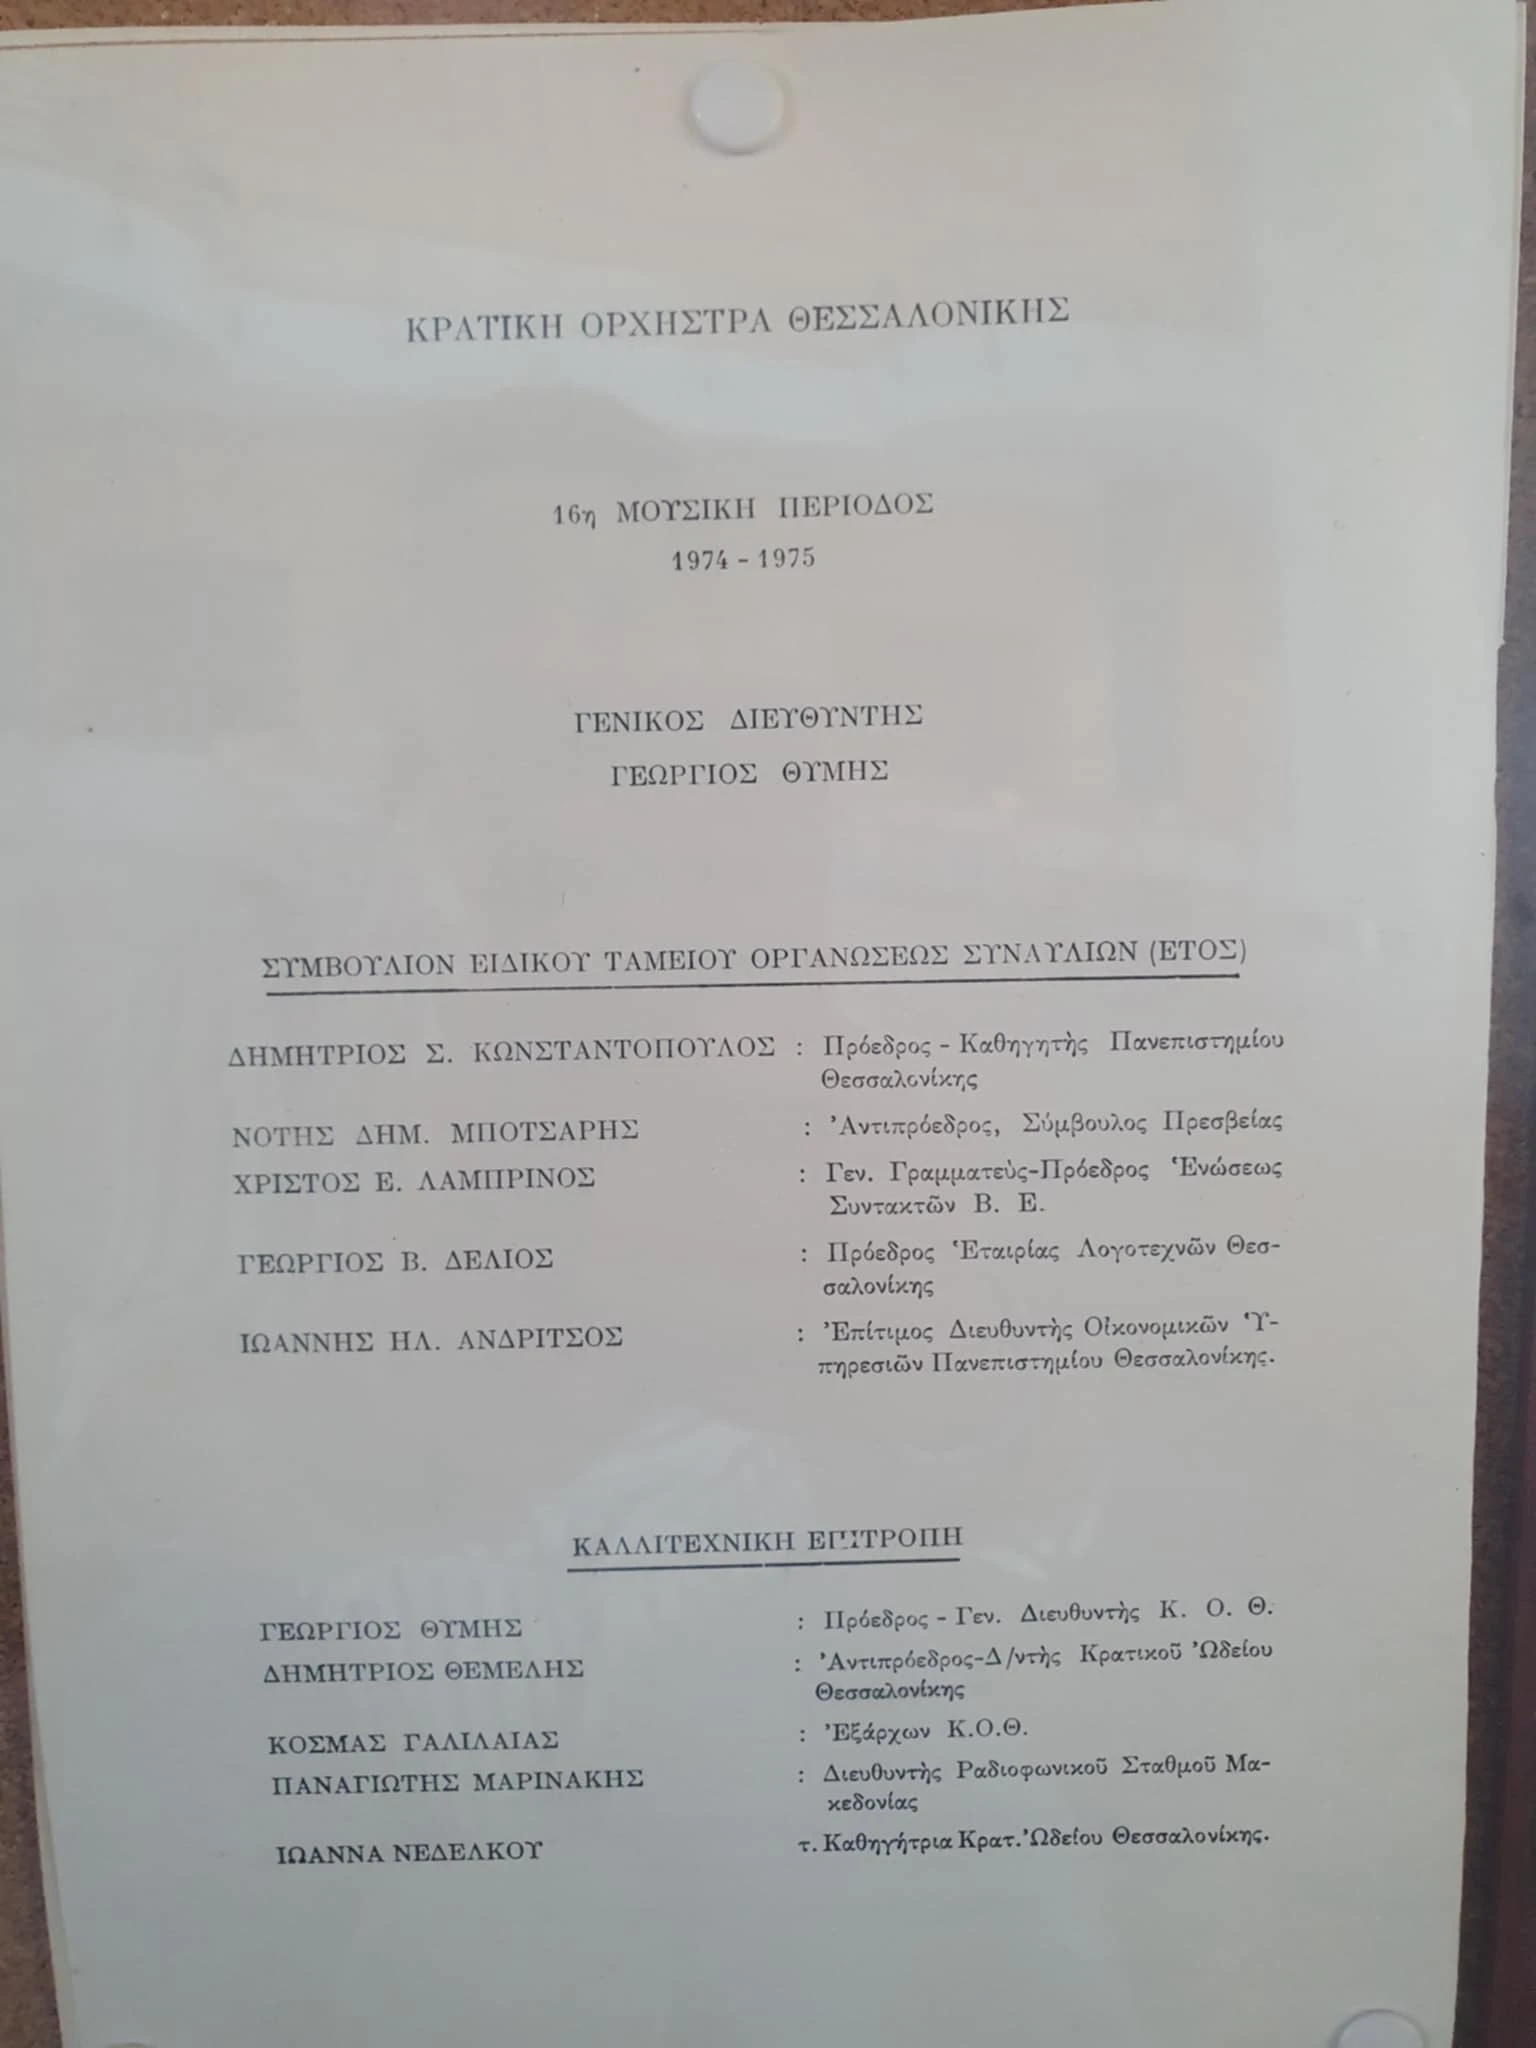 ΚΡΑΤΙΚΗ ΟΡΧΗΣΤΡΑ ΘΕΣΣΑΛΟΝΙΚΗΣ
16η ΜΟΥΣΙΚΗ ΠΕΡΙΟΔΟΣ
1974 - 1975
ΓΕΝΙΚΟΣ ΔΙΕΥΘΥΝΤΗΣ
ΓΕΩΡΓΙΟΣ ΘΥΜΗΣ
ΣΥΜΒΟΥΛΙΟΝ ΕΙΔΙΚΟΥ ΤΑΜΕΙΟΥ ΟΡΓΑΝΩΣΕΩΣ ΣΥΝΑΥΛΙΩΝ (ΕΤΟΣ)
ΔΗΜΗΤΡΙΟΣ Σ. ΚΩΝΣΤΑΝΤΟΠΟΥΛΟΣ : Πρόεδρος - Καθηγητὴς Πανεπιστημίου
Θεσσαλονίκης
ΝΟΤΗΣ ΔΗΜ. ΜΠΟΤΣΑΡΗΣ : Ἀντιπρόεδρος, Σύμβουλος Πρεσβείας
ΧΡΙΣΤΟΣ Ε. ΛΑΜΠΡΙΝΟΣ : Γεν. Γραμματεὺς-Πρόεδρος Ἑνώσεως
Συντακτῶν Β. Ε.
ΓΕΩΡΓΙΟΣ Β. ΔΕΛΙΟΣ : Πρόεδρος Ἑταιρίας Λογοτεχνῶν Θεσ-
σαλονίκης
ΙΩΑΝΝΗΣ ΗΛ. ΑΝΔΡΙΤΣΟΣ : Ἐπίτιμος Διευθυντὴς Οἰκονομικῶν Ὑ-
πηρεσιῶν Πανεπιστημίου Θεσσαλονίκης.
ΚΑΛΛΙΤΕΧΝΙΚΗ ΕΠΙΤΡΟΠΗ
ΓΕΩΡΓΙΟΣ ΘΥΜΗΣ : Πρόεδρος - Γεν. Διευθυντὴς Κ. Ο. Θ.
ΔΗΜΗΤΡΙΟΣ ΘΕΜΕΛΗΣ : Ἀντιπρόεδρος-Δ/ντὴς Κρατικοῦ Ὠδείου
Θεσσαλονίκης
ΚΟΣΜΑΣ ΓΑΛΙΛΑΙΑΣ : Ἐξάρχων Κ.Ο.Θ.
ΠΑΝΑΓΙΩΤΗΣ ΜΑΡΙΝΑΚΗΣ : Διευθυντὴς Ραδιοφωνικοῦ Σταθμοῦ Μα-
κεδονίας
ΙΩΑΝΝΑ ΝΕΔΕΛΚΟΥ τ. Καθηγήτρια Κρατ. Ὠδείου Θεσσαλονίκης.